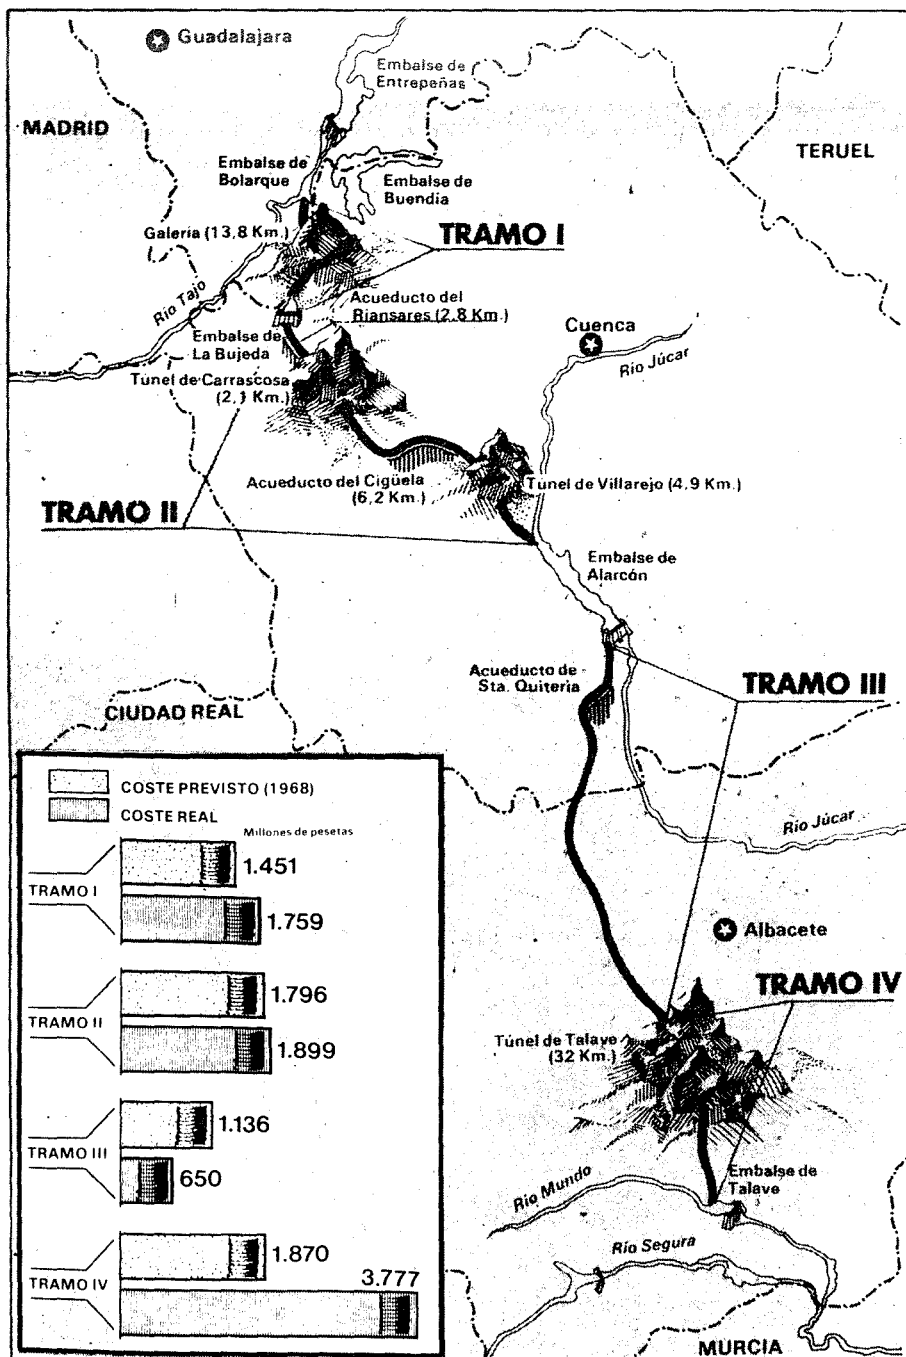 Guadalajara
Embalse de
Entrepeñas
MADRID
TERUEL
Embalse de
Bolarque
Embalse de
Buendia
Galería (13,8 Km.)
TRAMO I
Río Tajo
Acueducto del
Riansares (2,8 Km.)
Embalse de
La Bujeda
Cuenca
Río Júcar
Túnel de Carrascosa
(2,1 Km.)
Acueducto del Cigüela
(6,2 Km.)
Túnel de Villarejo (4,9 Km.)
TRAMO II
Embalse de
Alarcón
Acueducto de
Sta. Quiteria
TRAMO III
CIUDAD REAL
Río Júcar
Albacete
TRAMO IV
Túnel de Talave
(32 Km.)
Embalse de
Talave
Río Mundo
Río Segura
MURCIA
COSTE PREVISTO (1968)
COSTE REAL
Millones de pesetas
TRAMO I
1.451
1.759
TRAMO II
1.796
1.899
TRAMO III
1.136
650
TRAMO IV
1.870
3.777